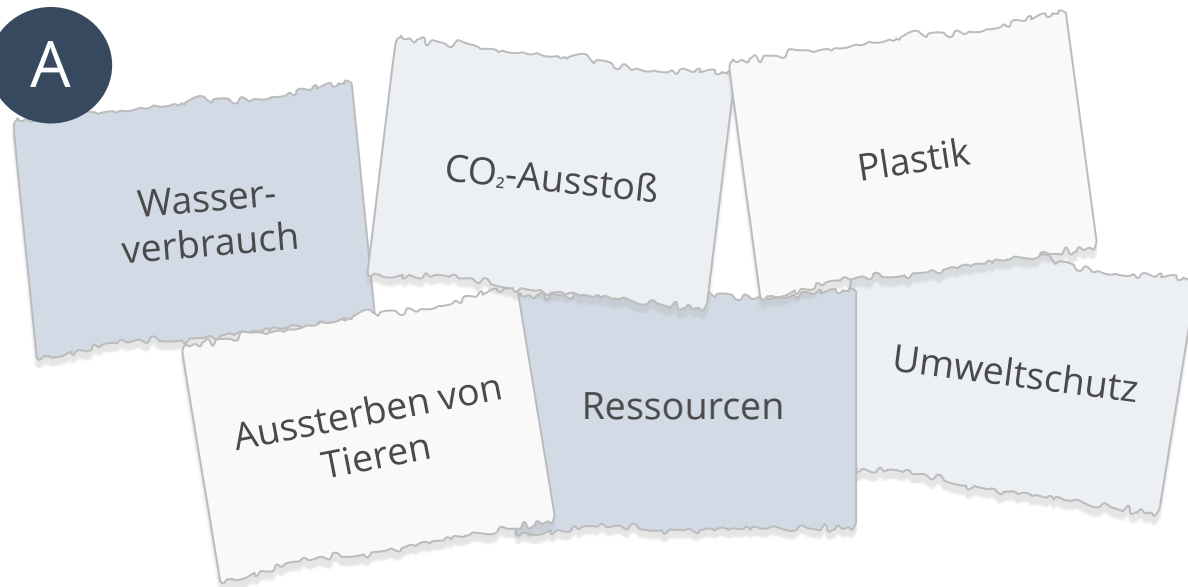 A
Wasser-
verbrauch
CO₂-Ausstoß
Plastik
Aussterben von
Tieren
Ressourcen
Umweltschutz